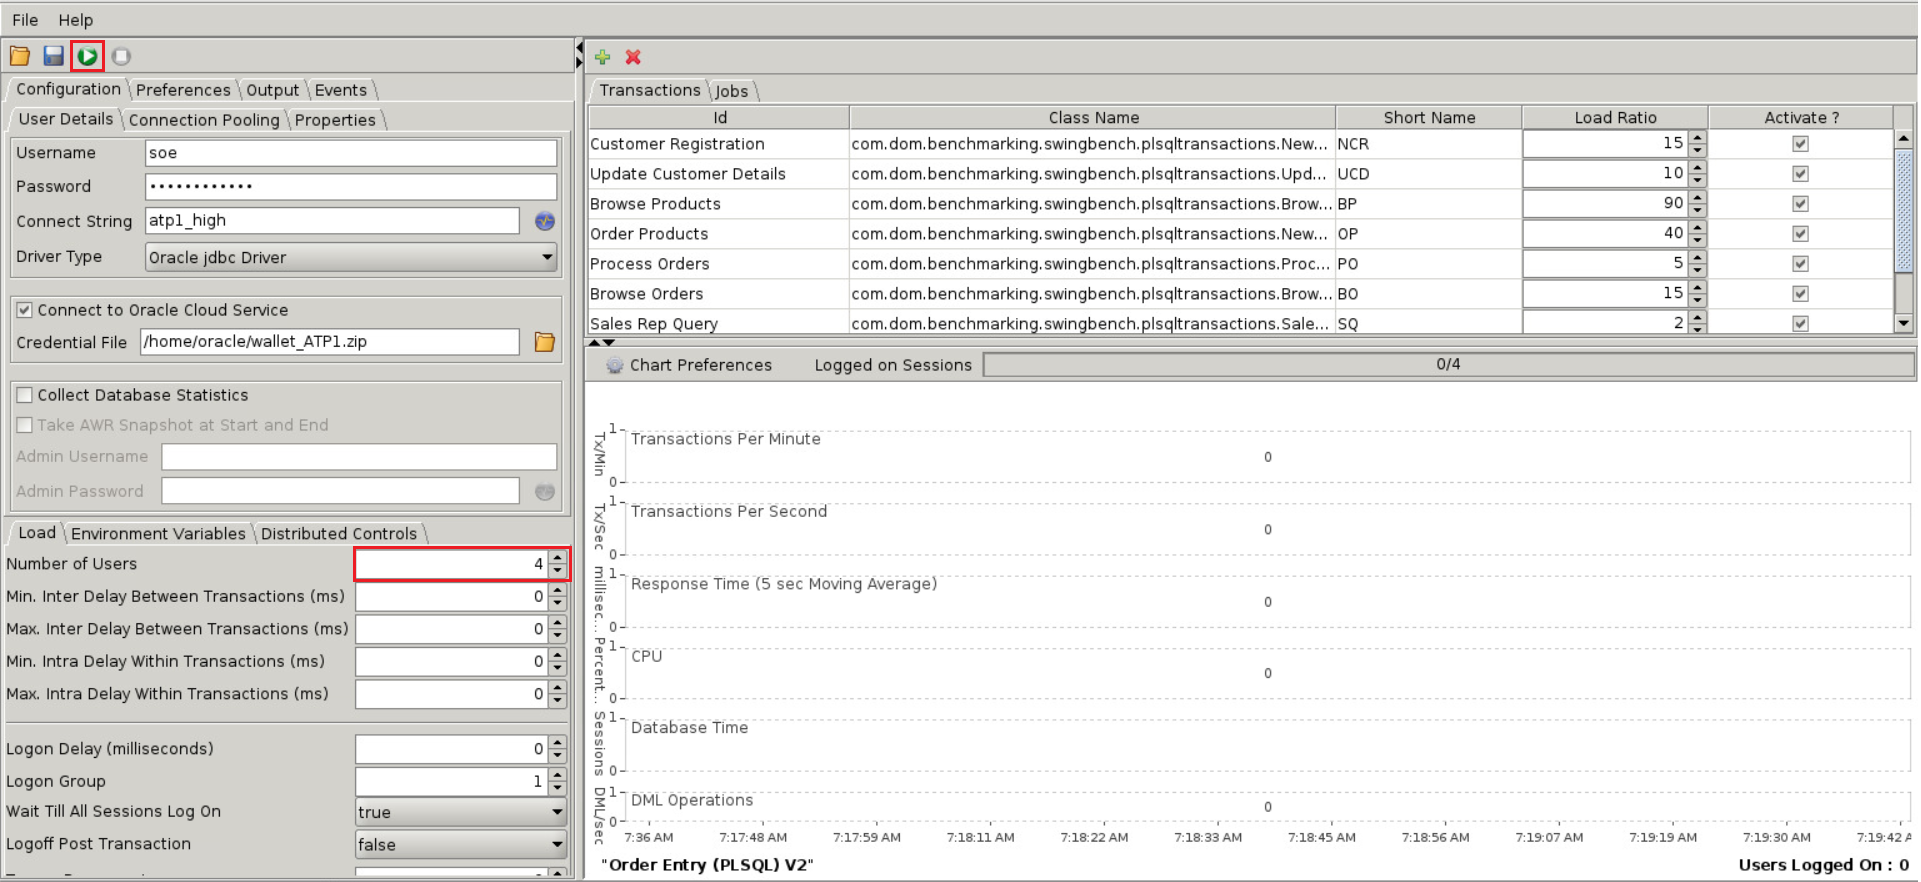 File Help
Configuration Preferences Output Events
User Details Connection Pooling Properties
Username soe
Password ••••••••••••
Connect String atp1_high
Driver Type Oracle jdbc Driver
Connect to Oracle Cloud Service
Credential File /home/oracle/wallet_ATP1.zip
Collect Database Statistics
Take AWR Snapshot at Start and End
Admin Username
Admin Password
Load Environment Variables Distributed Controls
Number of Users 4
Min. Inter Delay Between Transactions (ms) 0
Max. Inter Delay Between Transactions (ms) 0
Min. Intra Delay Within Transactions (ms) 0
Max. Intra Delay Within Transactions (ms) 0
Logon Delay (milliseconds) 0
Logon Group 1
Wait Till All Sessions Log On true
Logoff Post Transaction false
Transactions Jobs
Id Class Name Short Name Load Ratio Activate ?
Customer Registration com.dom.benchmarking.swingbench.plsqltransactions.New... NCR 15
Update Customer Details com.dom.benchmarking.swingbench.plsqltransactions.Upd... UCD 10
Browse Products com.dom.benchmarking.swingbench.plsqltransactions.Brow... BP 90
Order Products com.dom.benchmarking.swingbench.plsqltransactions.New... OP 40
Process Orders com.dom.benchmarking.swingbench.plsqltransactions.Proc... PO 5
Browse Orders com.dom.benchmarking.swingbench.plsqltransactions.Brow... BO 15
Sales Rep Query com.dom.benchmarking.swingbench.plsqltransactions.Sale... SQ 2
Chart Preferences Logged on Sessions 0/4
Tx/Min 1 0 Transactions Per Minute 0
Tx/Sec 1 0 Transactions Per Second 0
millisec... 1 0 Response Time (5 sec Moving Average) 0
Percent... 1 0 CPU 0
Sessions 1 0 Database Time
DML/sec 1 0 DML Operations 0
7:36 AM 7:17:48 AM 7:17:59 AM 7:18:11 AM 7:18:22 AM 7:18:33 AM 7:18:45 AM 7:18:56 AM 7:19:07 AM 7:19:19 AM 7:19:30 AM 7:19:42 A
"Order Entry (PLSQL) V2" Users Logged On : 0